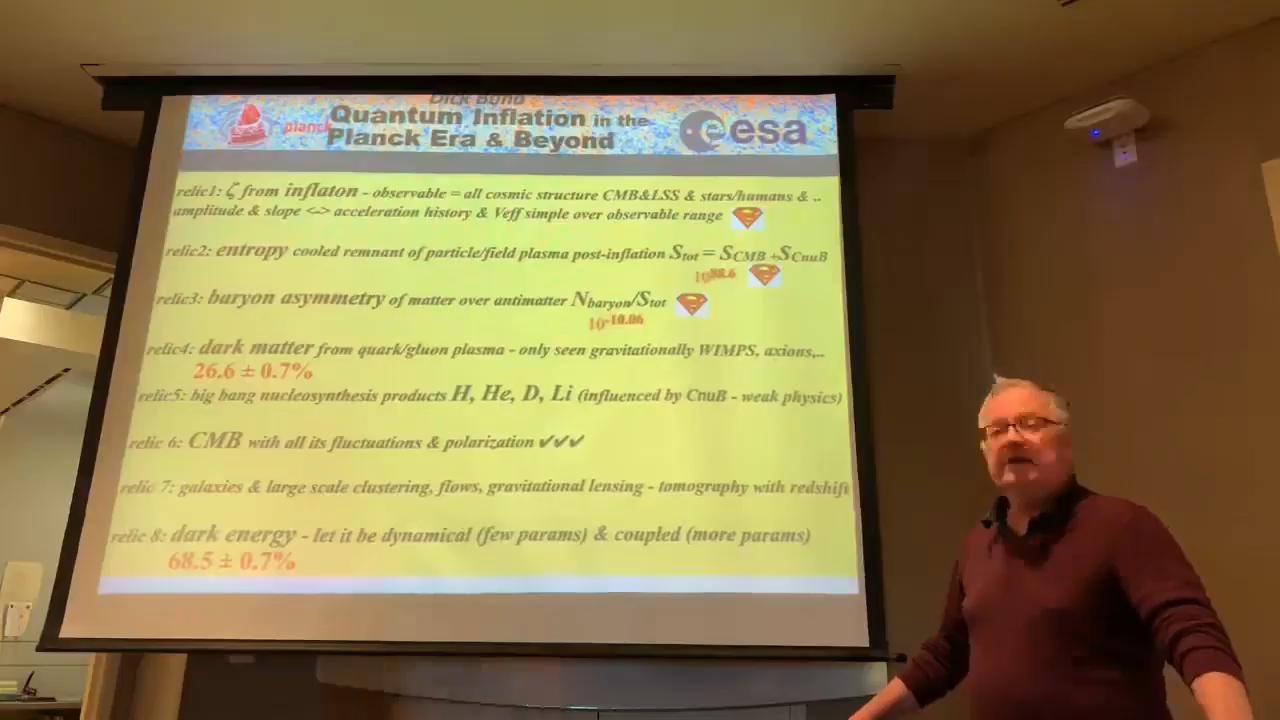 Dick Bond
Quantum Inflation in the
planck
Planck Era & Beyond
esa
relic1: ζ from inflaton - observable = all cosmic structure CMB&LSS & stars/humans & ..
amplitude & slope <-> acceleration history & Veff simple over observable range
relic2: entropy cooled remnant of particle/field plasma post-inflation Stot = SCMB +SCnuB
10^88.6
relic3: baryon asymmetry of matter over antimatter Nbaryon/Stot
10^-10.06
relic4: dark matter from quark/gluon plasma - only seen gravitationally WIMPS, axions,..
26.6 ± 0.7%
relic5: big bang nucleosynthesis products H, He, D, Li (influenced by CnuB - weak physics)
relic 6: CMB with all its fluctuations & polarization ✓✓✓
relic 7: galaxies & large scale clustering, flows, gravitational lensing - tomography with redshift
relic 8: dark energy - let it be dynamical (few params) & coupled (more params)
68.5 ± 0.7%